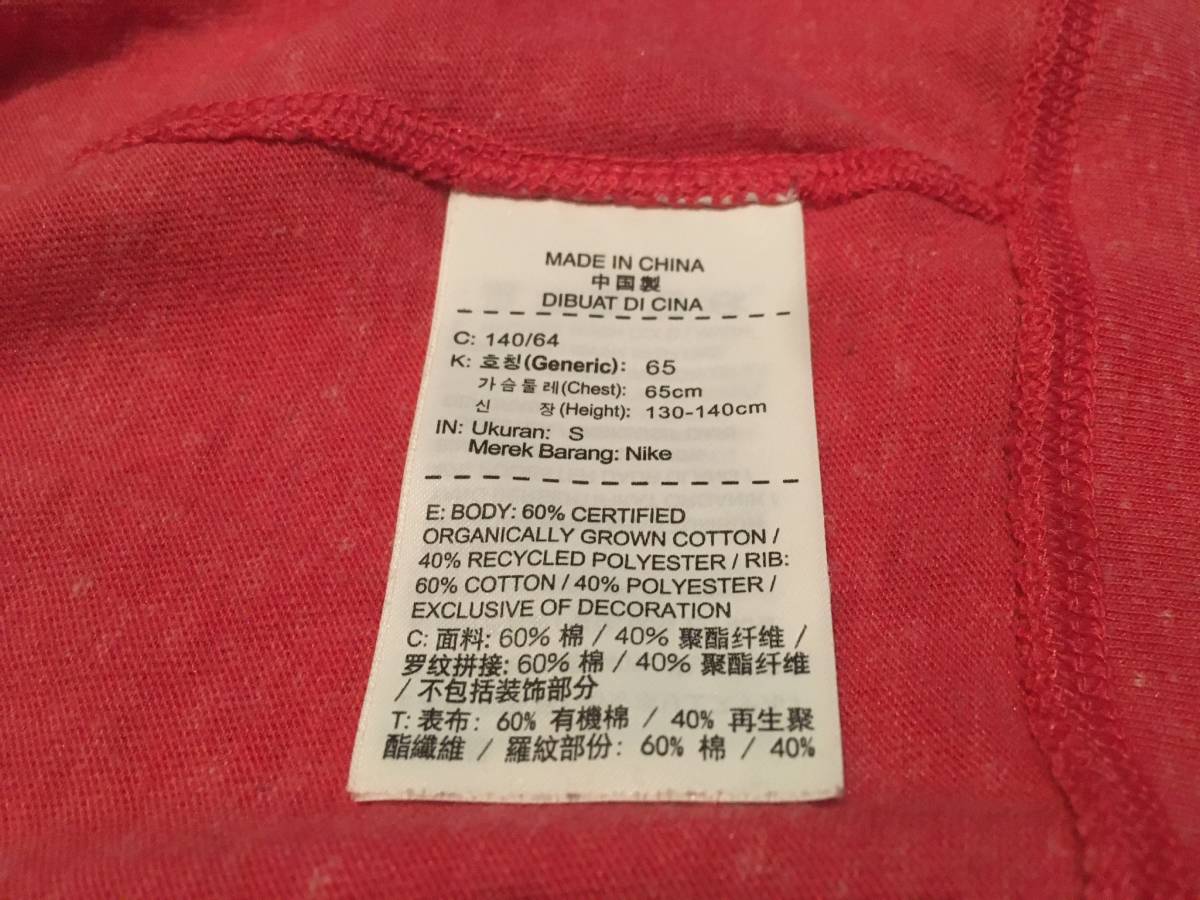 MADE IN CHINA
中国製
DIBUAT DI CINA
C: 140/64
K: 호칭(Generic): 65
가슴둘레(Chest): 65cm
신 장(Height): 130-140cm
IN: Ukuran: S
Merek Barang: Nike
E: BODY: 60% CERTIFIED
ORGANICALLY GROWN COTTON /
40% RECYCLED POLYESTER / RIB:
60% COTTON / 40% POLYESTER /
EXCLUSIVE OF DECORATION
C: 面料: 60% 棉 / 40% 聚酯纤维 /
罗纹拼接: 60% 棉 / 40% 聚酯纤维
/ 不包括装饰部分
T: 表布: 60% 有機棉 / 40% 再生聚
酯纖維 / 羅紋部份: 60% 棉 / 40%